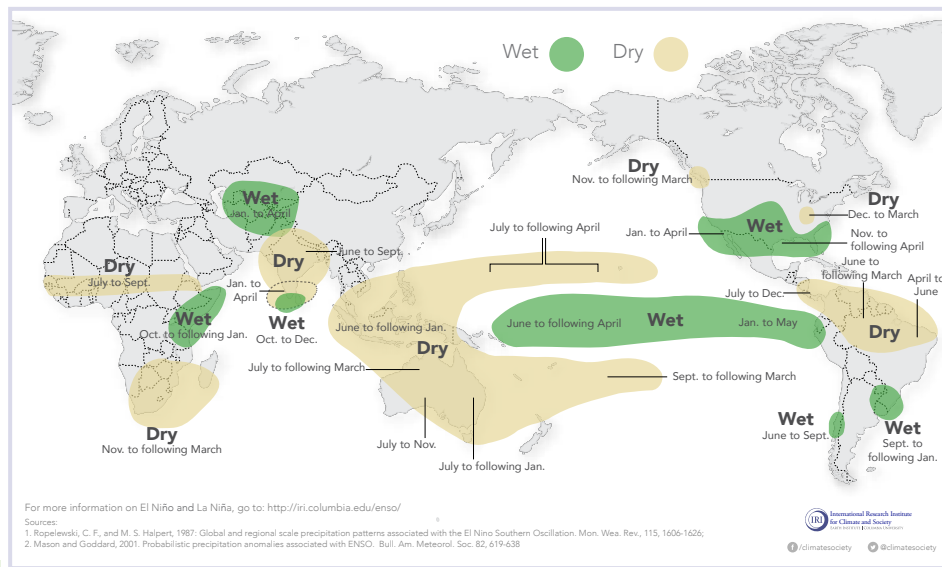 Wet
Dry
Dry
Nov. to following March
Dry
Dec. to March
Wet
Jan. to April
July to following April
Jan. to April
Wet
Nov. to
following April
June to Sept.
Dry
Dry
July to Sept.
Jan. to
April
June to
following March
April to
June
July to Dec.
Wet
Oct. to following Jan.
Wet
Oct. to Dec.
June to following Jan.
Dry
June to following April
Wet
Jan. to May
Dry
July to following March
Sept. to following March
Dry
Nov. to following March
July to Nov.
July to following Jan.
Wet
June to Sept.
Wet
Sept. to
following Jan.
For more information on El Niño and La Niña, go to: http://iri.columbia.edu/enso/
Sources:
1. Ropelewski, C. F., and M. S. Halpert, 1987: Global and regional scale precipitation patterns associated with the El Nino Southern Oscillation. Mon. Wea. Rev., 115, 1606-1626;
2. Mason and Goddard, 2001. Probabilistic precipitation anomalies associated with ENSO. Bull. Am. Meteorol. Soc. 82, 619-638
IRI
International Research Institute
for Climate and Society
EARTH INSTITUTE | COLUMBIA UNIVERSITY
/climatesociety
@climatesociety